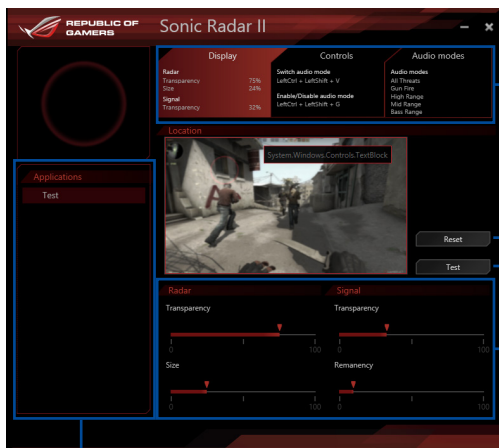 REPUBLIC OF
GAMERS
Sonic Radar II
Display
Radar
Transparency 75%
Size 24%
Signal
Transparency 32%
Controls
Switch audio mode
LeftCtrl + LeftShift + V
Enable/Disable audio mode
LeftCtrl + LeftShift + G
Audio modes
Audio modes
All Threats
Gun Fire
High Range
Mid Range
Bass Range
Location
System.Windows.Controls.TextBlock
Applications
Test
Reset
Test
Radar
Transparency
0 100
Size
0 100
Signal
Transparency
0 100
Remanency
0 100